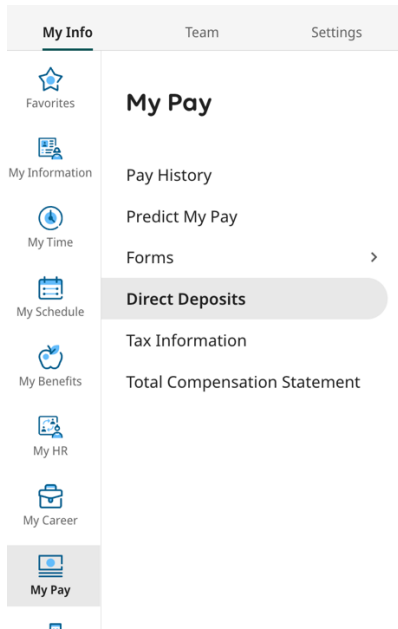 My Info Team Settings
Favorites
My Information
My Time
My Schedule
My Benefits
My HR
My Career
My Pay
My Pay
Pay History
Predict My Pay
Forms
Direct Deposits
Tax Information
Total Compensation Statement